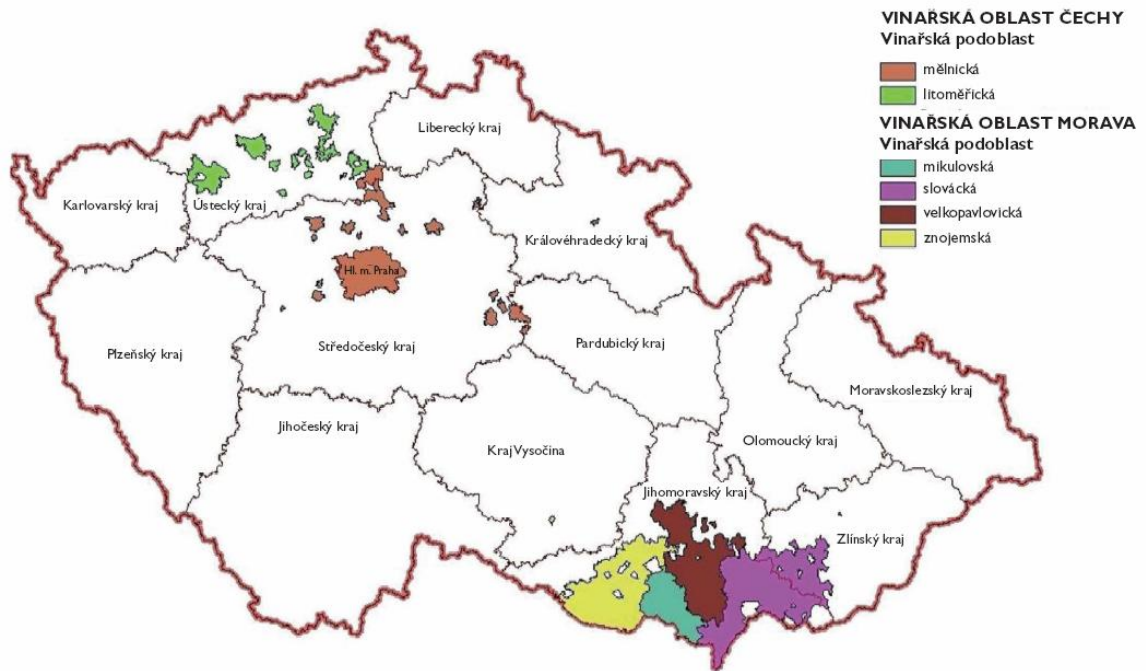 VINAŘSKÁ OBLAST ČECHY
Vinařská podoblast
mělnická
litoměřická
VINAŘSKÁ OBLAST MORAVA
Vinařská podoblast
mikulovská
slovácká
velkopavlovická
znojemská
Liberecký kraj
Karlovarský kraj
Ústecký kraj
Královéhradecký kraj
Hl. m. Praha
Plzeňský kraj
Středočeský kraj
Pardubický kraj
Moravskoslezský kraj
Jihočeský kraj
Kraj Vysočina
Olomoucký kraj
Jihomoravský kraj
Zlínský kraj